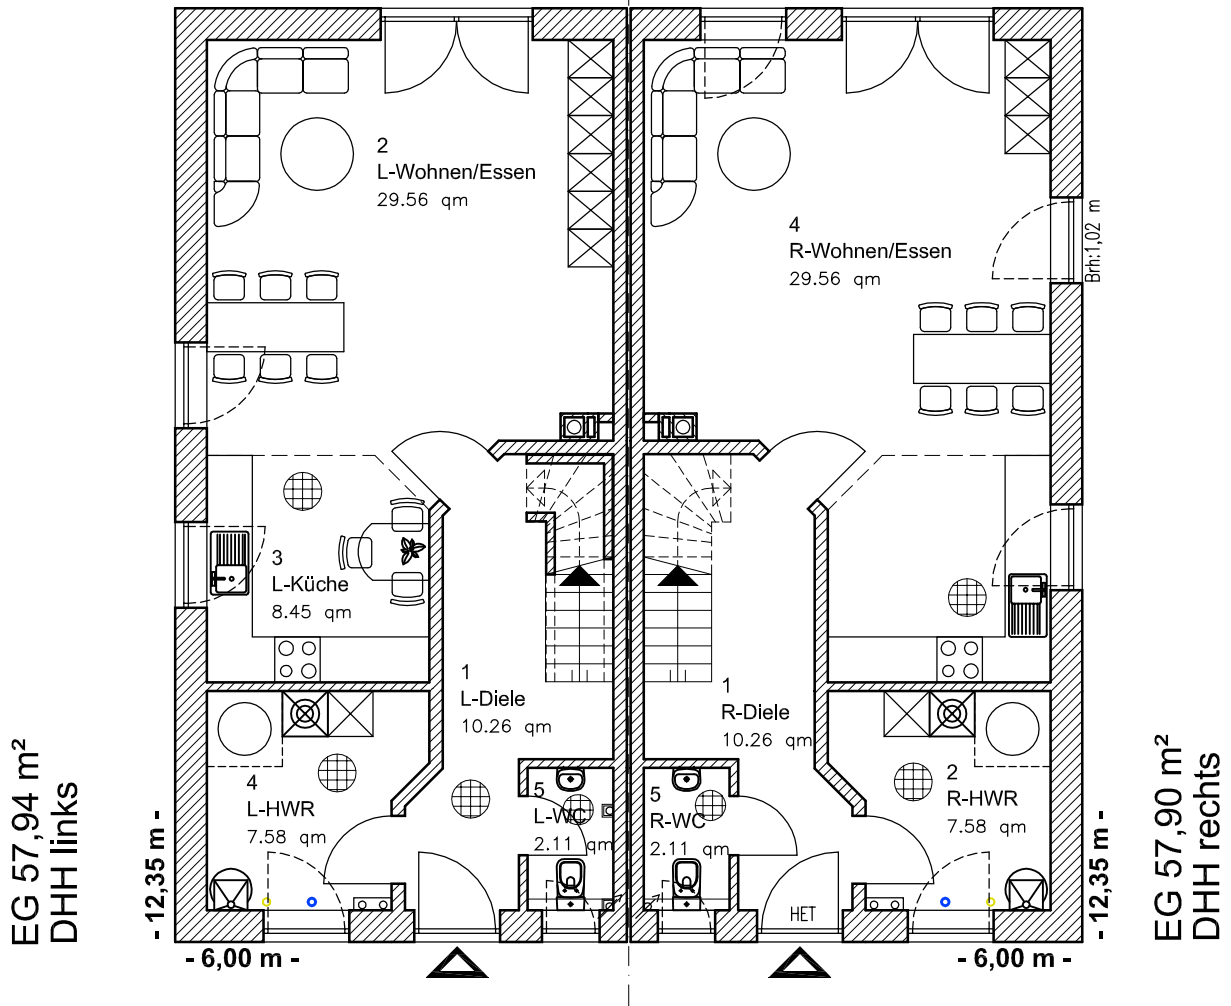 2
L-Wohnen/Essen
29.56 qm
4
R-Wohnen/Essen
29.56 qm
Brh:1,02 m
3
L-Küche
8.45 qm
1
L-Diele
10.26 qm
1
R-Diele
10.26 qm
4
L-HWR
7.58 qm
5
L-WC
2.11 qm
5
R-WC
2.11 qm
2
R-HWR
7.58 qm
HET
EG 57,94 m²
DHH links
- 12,35 m -
- 6,00 m -
- 6,00 m -
- 12,35 m -
EG 57,90 m²
DHH rechts